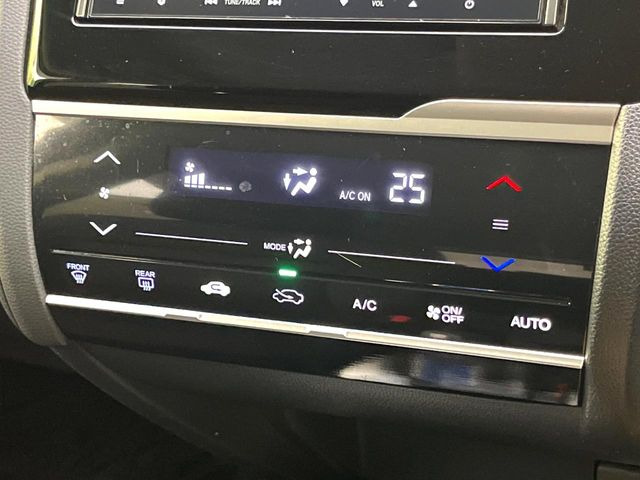 TUNE/TRACK VOL
A/C ON 25
MODE
FRONT REAR
A/C ON/OFF AUTO